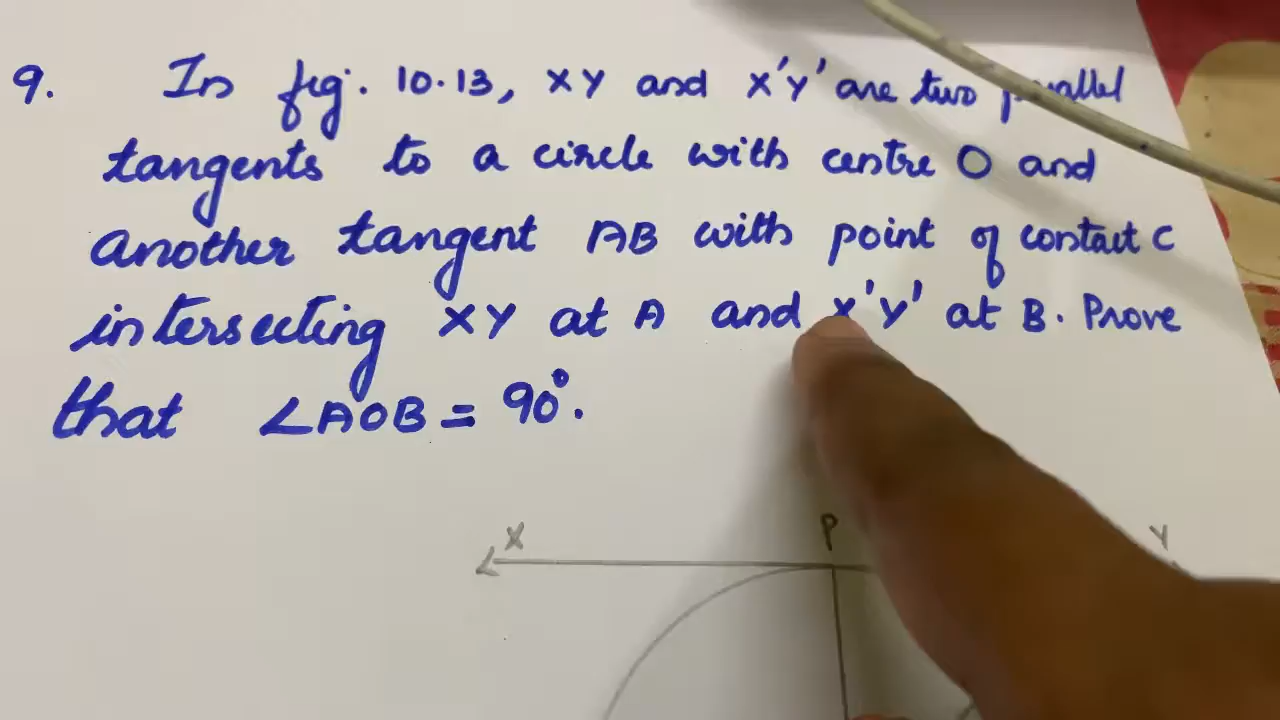 9. In fig. 10.13, XY and X'Y' are two parallel
tangents to a circle with centre O and
another tangent AB with point of contact C
intersecting XY at A and X'Y' at B. Prove
that ∠AOB = 90°.
X P Y